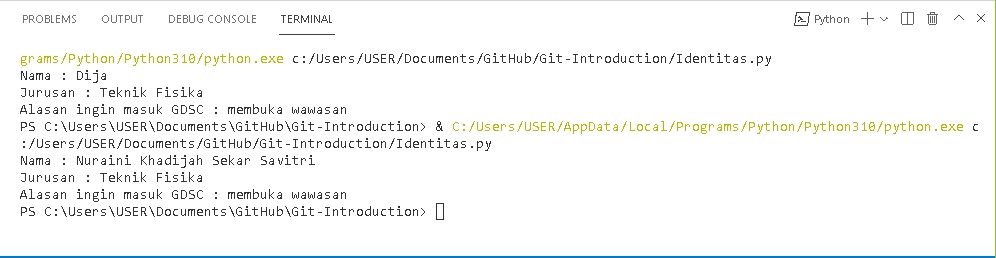 PROBLEMS OUTPUT DEBUG CONSOLE TERMINAL Python
grams/Python/Python310/python.exe c:/Users/USER/Documents/GitHub/Git-Introduction/Identitas.py
Nama : Dija
Jurusan : Teknik Fisika
Alasan ingin masuk GDSC : membuka wawasan
PS C:\Users\USER\Documents\GitHub\Git-Introduction> & C:/Users/USER/AppData/Local/Programs/Python/Python310/python.exe c
:/Users/USER/Documents/GitHub/Git-Introduction/Identitas.py
Nama : Nuraini Khadijah Sekar Savitri
Jurusan : Teknik Fisika
Alasan ingin masuk GDSC : membuka wawasan
PS C:\Users\USER\Documents\GitHub\Git-Introduction>